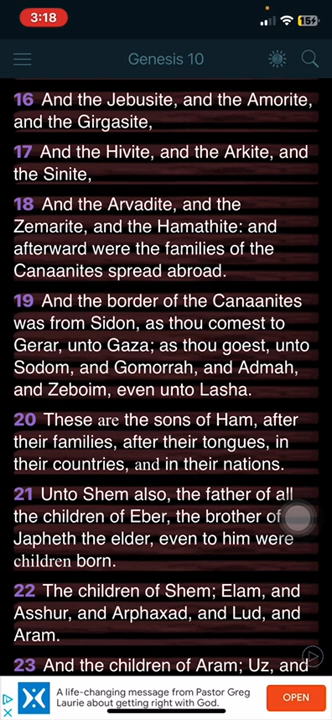 3:18
15
Genesis 10
16 And the Jebusite, and the Amorite,
and the Girgasite,
17 And the Hivite, and the Arkite, and
the Sinite,
18 And the Arvadite, and the
Zemarite, and the Hamathite: and
afterward were the families of the
Canaanites spread abroad.
19 And the border of the Canaanites
was from Sidon, as thou comest to
Gerar, unto Gaza; as thou goest, unto
Sodom, and Gomorrah, and Admah,
and Zeboim, even unto Lasha.
20 These are the sons of Ham, after
their families, after their tongues, in
their countries, and in their nations.
21 Unto Shem also, the father of all
the children of Eber, the brother of
Japheth the elder, even to him were
children born.
22 The children of Shem; Elam, and
Asshur, and Arphaxad, and Lud, and
Aram.
23 And the children of Aram; Uz, and
A life-changing message from Pastor Greg
Laurie about getting right with God.
OPEN